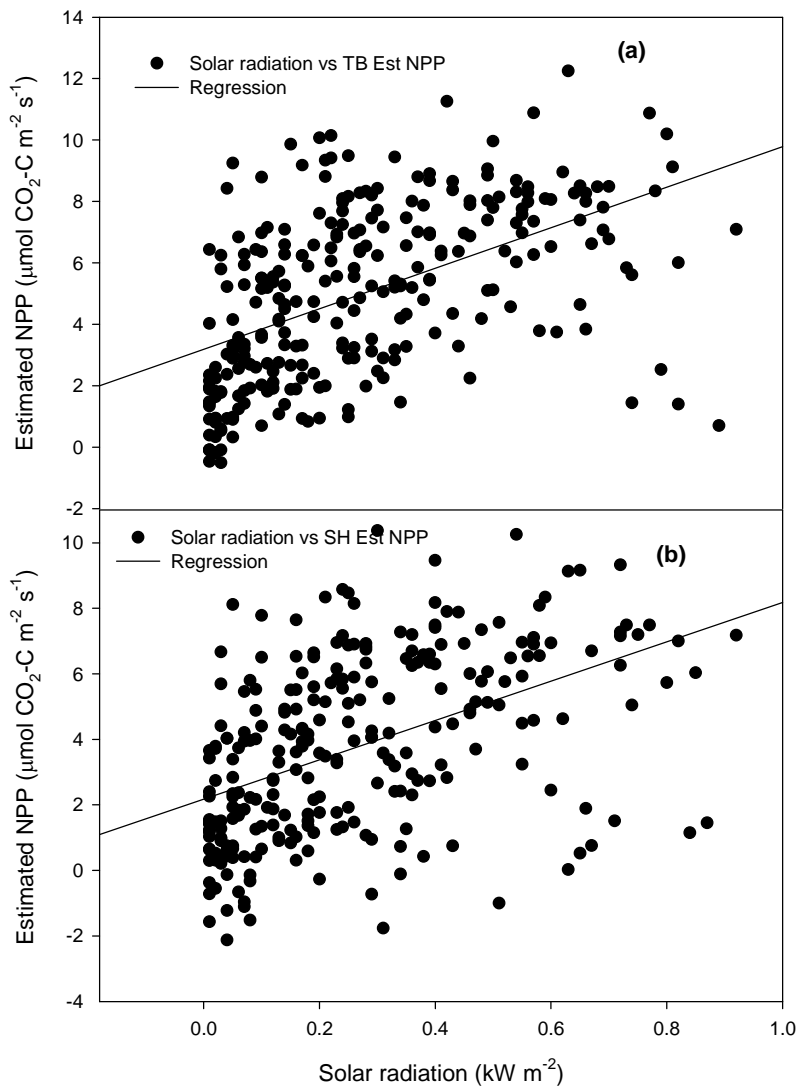 14
12
10
8
6
4
2
0
-2
Estimated NPP (μmol CO2-C m-2 s-1)
(a)
Solar radiation vs TB Est NPP
Regression
10
8
6
4
2
0
-2
-4
Estimated NPP (μmol CO2-C m-2 s-1)
Solar radiation vs SH Est NPP
Regression
(b)
0.0 0.2 0.4 0.6 0.8 1.0
Solar radiation (kW m-2)